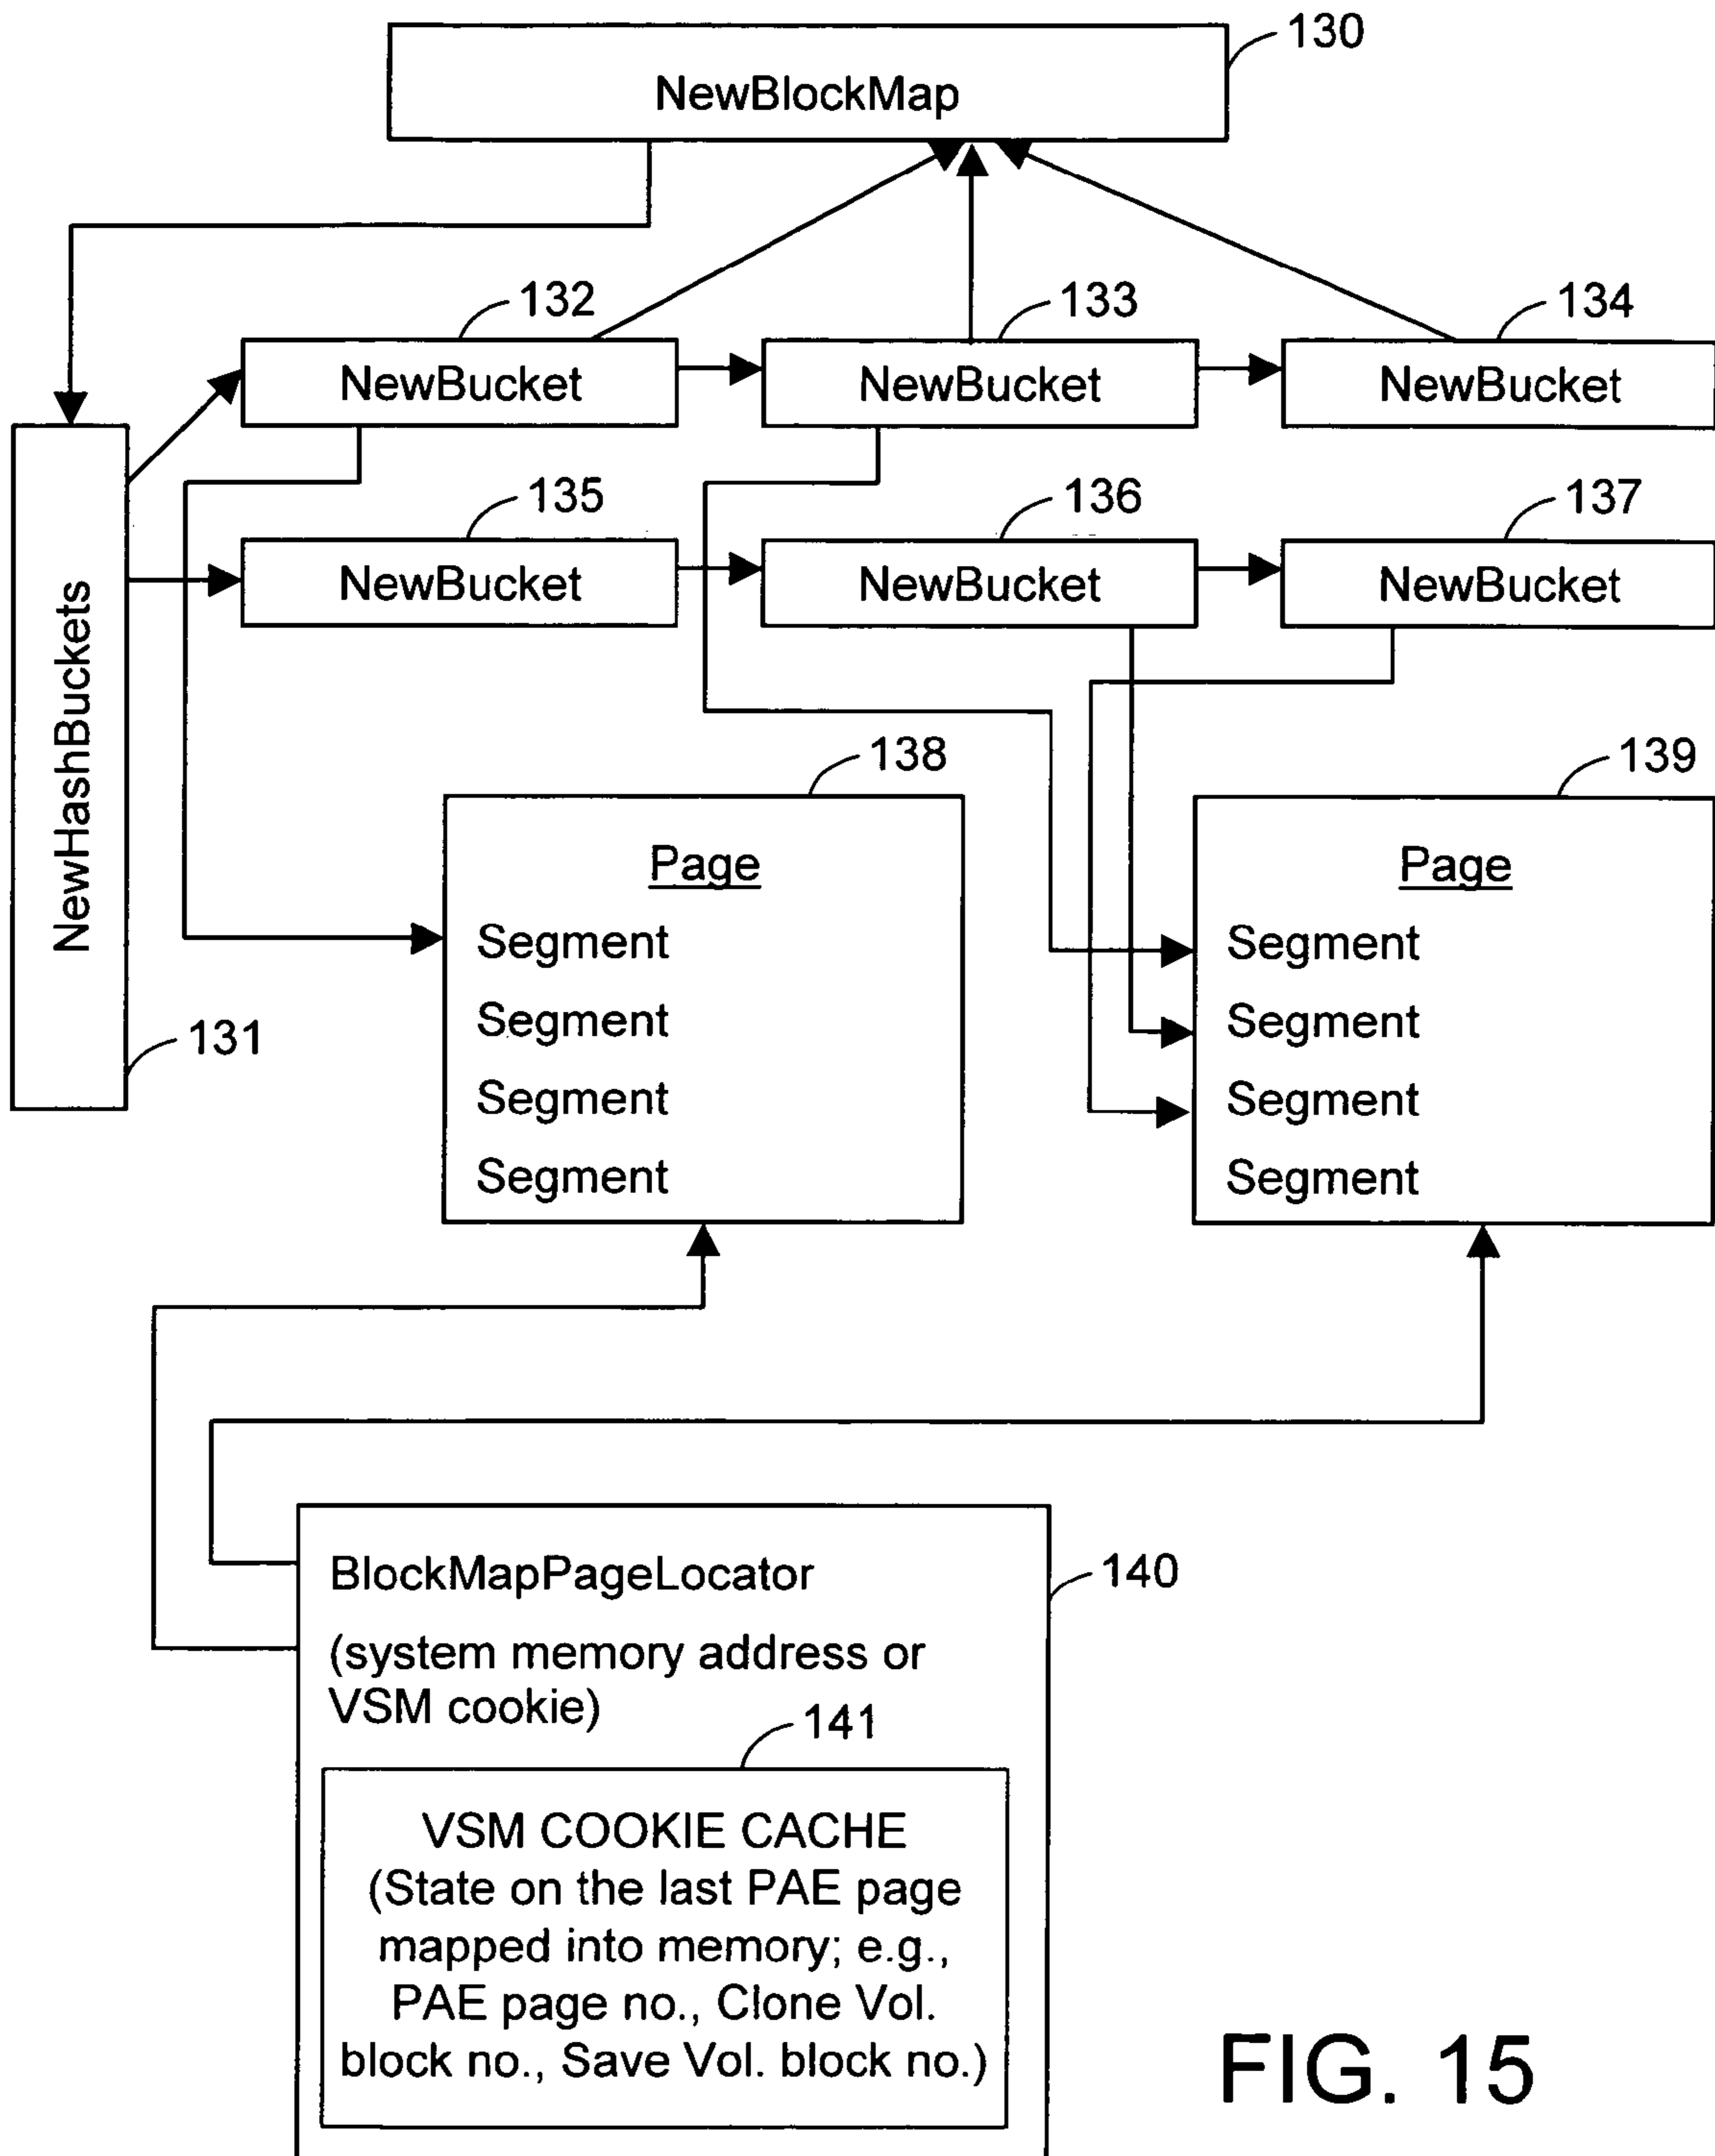 130
NewBlockMap
132
133
134
NewBucket
NewBucket
NewBucket
135
136
137
NewBucket
NewBucket
NewBucket
NewHashBuckets
131
138
139
Page
Segment
Segment
Segment
Segment
Page
Segment
Segment
Segment
Segment
BlockMapPageLocator
140
(system memory address or
VSM cookie)
141
VSM COOKIE CACHE
(State on the last PAE page
mapped into memory; e.g.,
PAE page no., Clone Vol.
block no., Save Vol. block no.)
FIG. 15